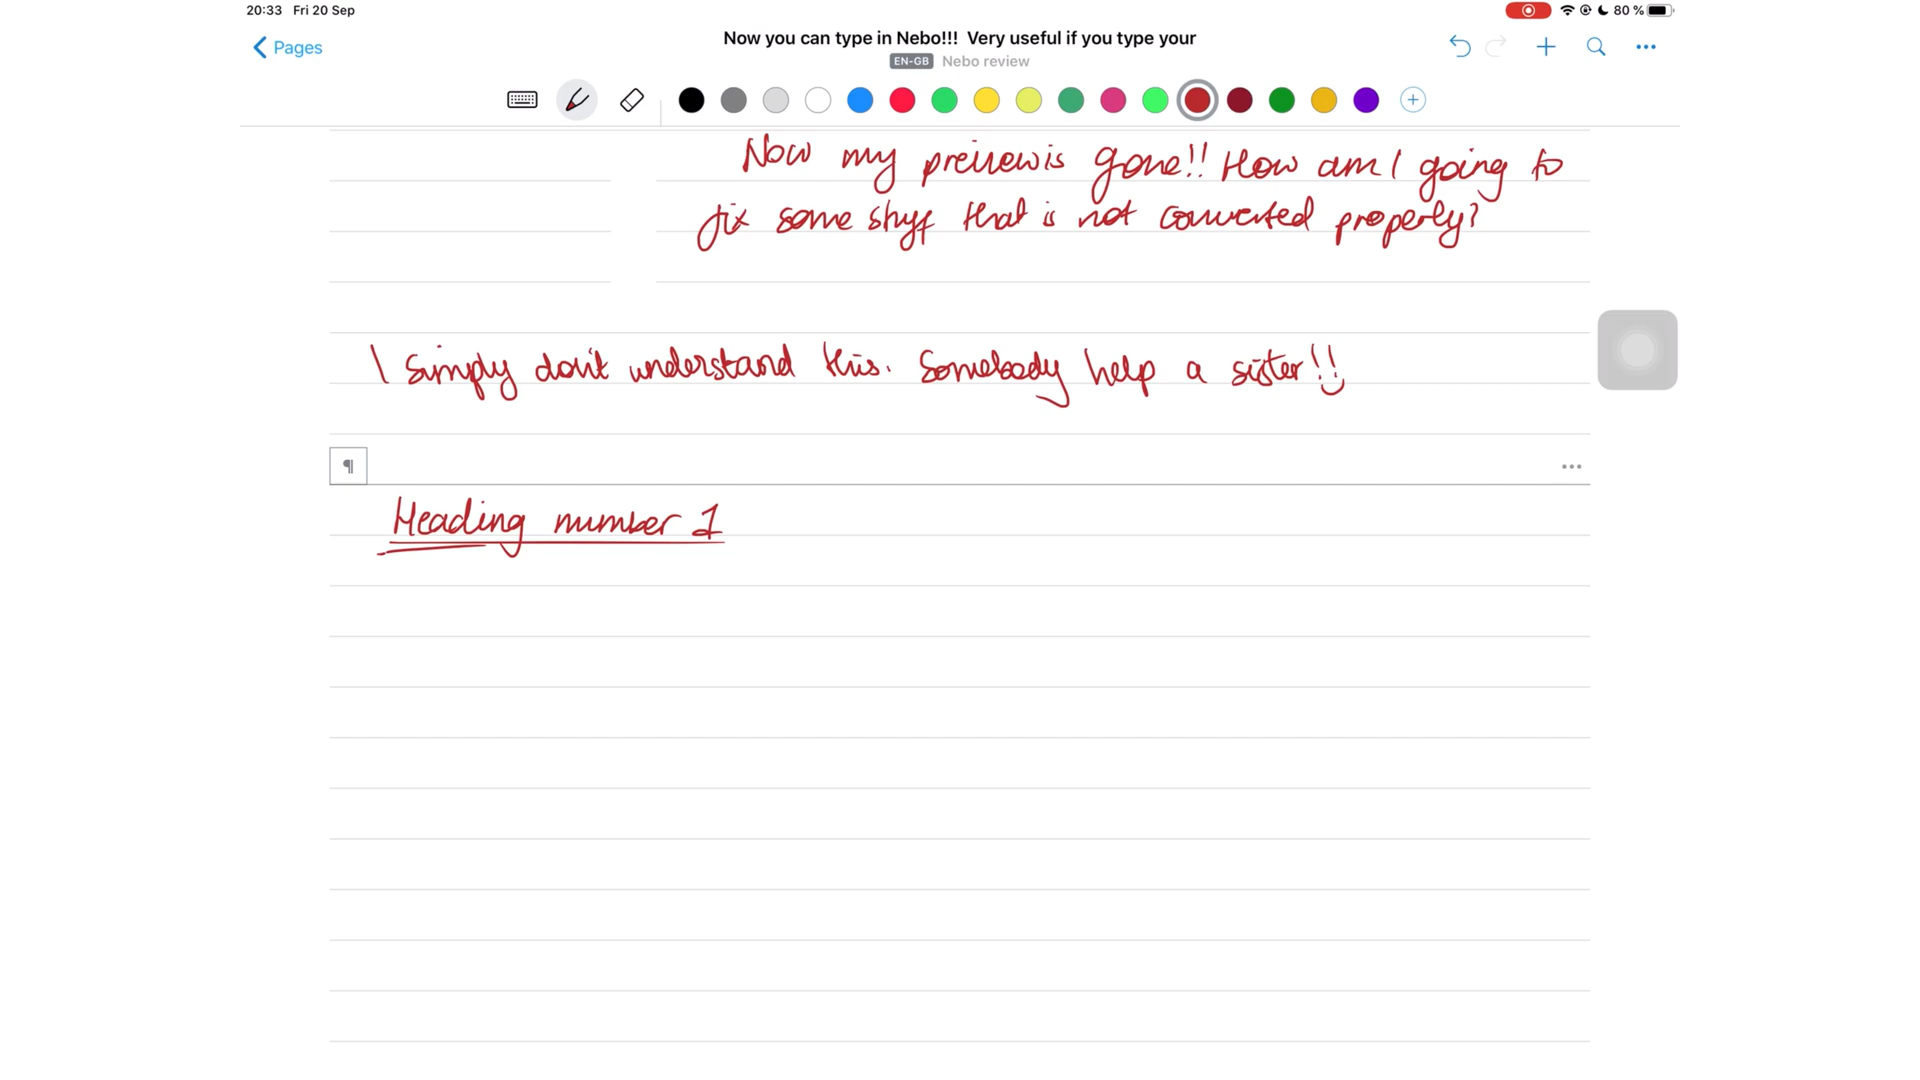 20:33 Fri 20 Sep
80 %
Pages
Now you can type in Nebo!!! Very useful if you type your
EN-GB Nebo review
Now my preview is gone!! How am I going to
fix some stuff that is not converted properly?
I simply don't understand this. Somebody help a sister!!
¶
Heading number 1